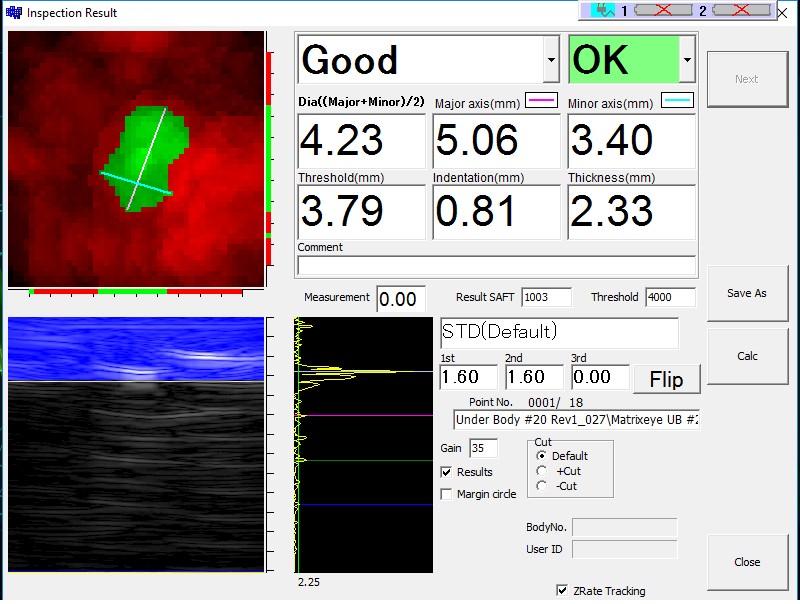 Inspection Result
1 2
Good OK
Next
Dia((Major+Minor)/2) Major axis(mm) Minor axis(mm)
4.23 5.06 3.40
Threshold(mm) Indentation(mm) Thickness(mm)
3.79 0.81 2.33
Comment
Measurement 0.00 Result SAFT 1003 Threshold 4000
Save As
STD(Default)
Calc
1st 2nd 3rd
1.60 1.60 0.00 Flip
Point No. 0001/ 18
Under Body #20 Rev1_027\Matrixeye UB #2
Gain 35
Cut
Default
Results
+Cut
Margin circle
-Cut
BodyNo.
User ID
Close
2.25
ZRate Tracking